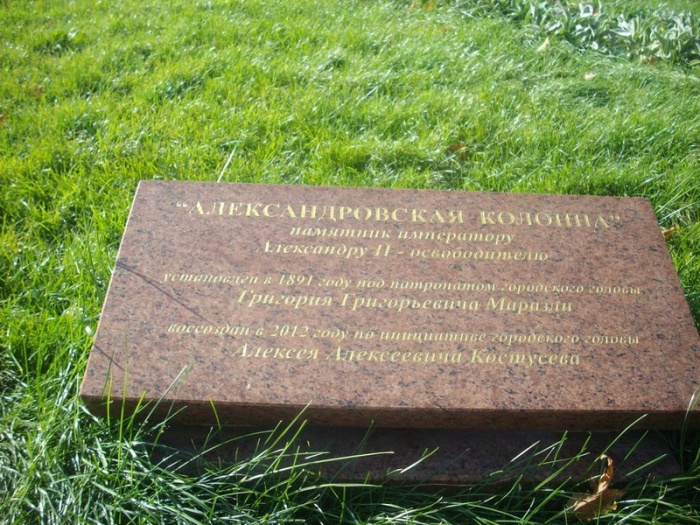 "АЛЕКСАНДРОВСКАЯ КОЛОННА"
памятник императору
Александру II - освободителю
установлен в 1891 году под патронатом городского головы
Григория Григорьевича Маразли
воссоздан в 2012 году по инициативе городского головы
Алексея Алексеевича Костусева